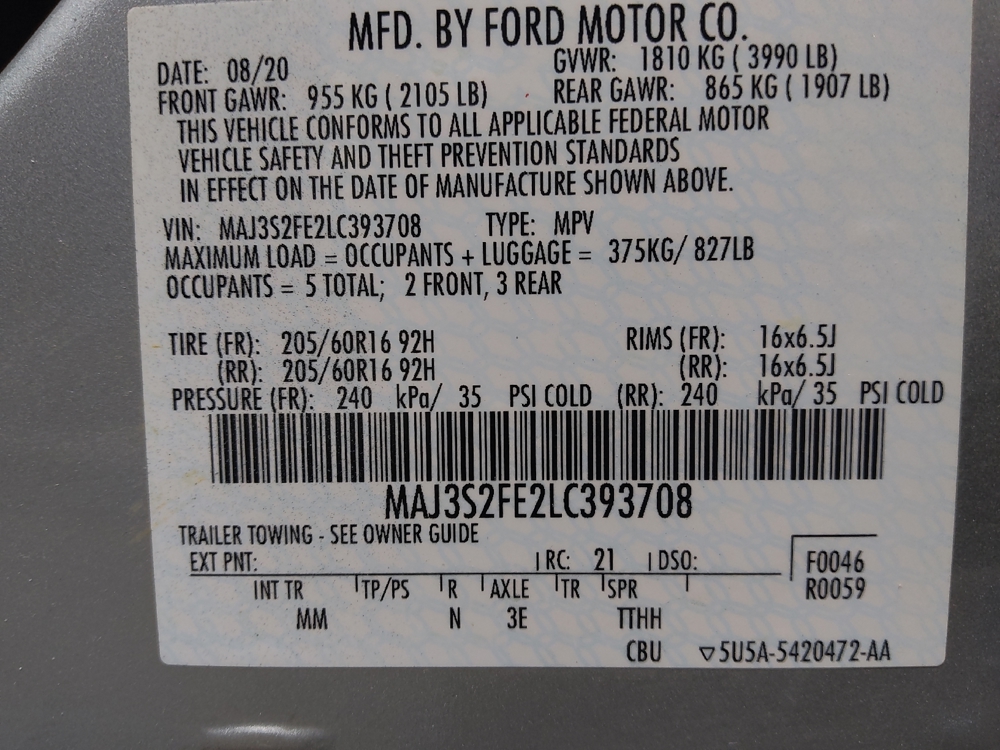 MFD. BY FORD MOTOR CO.
DATE: 08/20 GVWR: 1810 KG ( 3990 LB)
FRONT GAWR: 955 KG ( 2105 LB) REAR GAWR: 865 KG ( 1907 LB)
THIS VEHICLE CONFORMS TO ALL APPLICABLE FEDERAL MOTOR
VEHICLE SAFETY AND THEFT PREVENTION STANDARDS
IN EFFECT ON THE DATE OF MANUFACTURE SHOWN ABOVE.
VIN: MAJ3S2FE2LC393708 TYPE: MPV
MAXIMUM LOAD = OCCUPANTS + LUGGAGE = 375KG/ 827LB
OCCUPANTS = 5 TOTAL; 2 FRONT, 3 REAR
TIRE (FR): 205/60R16 92H RIMS (FR): 16x6.5J
(RR): 205/60R16 92H (RR): 16x6.5J
PRESSURE (FR): 240 kPa/ 35 PSI COLD (RR): 240 kPa/ 35 PSI COLD
MAJ3S2FE2LC393708
TRAILER TOWING - SEE OWNER GUIDE
EXT PNT: RC: 21 DSO: F0046
INT TR TP/PS R AXLE TR SPR R0059
MM N 3E TTHH
CBU ▽5U5A-5420472-AA